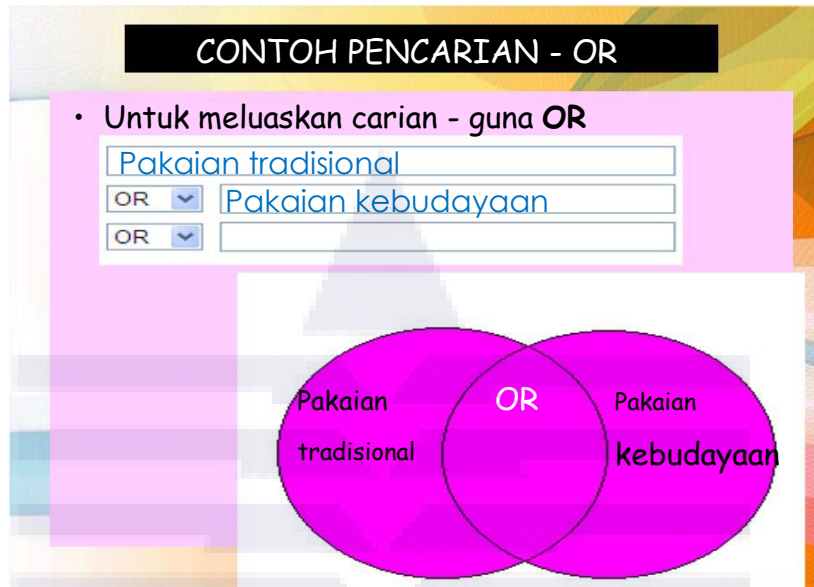 CONTOH PENCARIAN - OR
• Untuk meluaskan carian - guna OR
Pakaian tradisional
OR Pakaian kebudayaan
OR
Pakaian OR Pakaian
tradisional kebudayaan